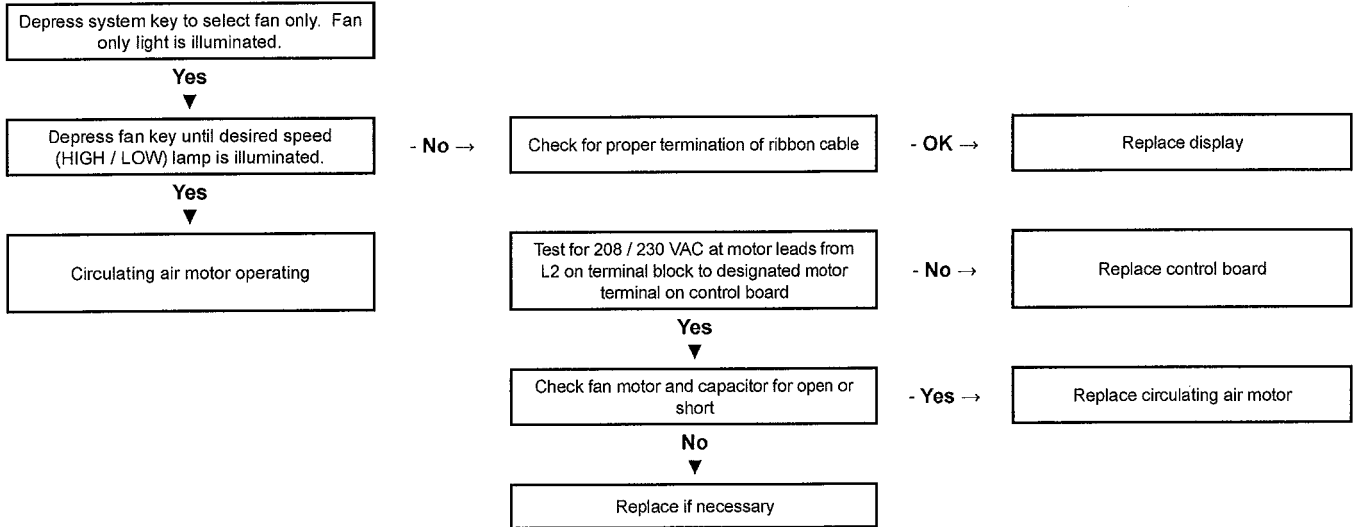 Depress system key to select fan only. Fan
only light is illuminated.
Yes
▼
Depress fan key until desired speed
(HIGH / LOW) lamp is illuminated.
- No →
Check for proper termination of ribbon cable
- OK →
Replace display
Yes
▼
Circulating air motor operating
Test for 208 / 230 VAC at motor leads from
L2 on terminal block to designated motor
terminal on control board
- No →
Replace control board
Yes
▼
Check fan motor and capacitor for open or
short
- Yes →
Replace circulating air motor
No
▼
Replace if necessary